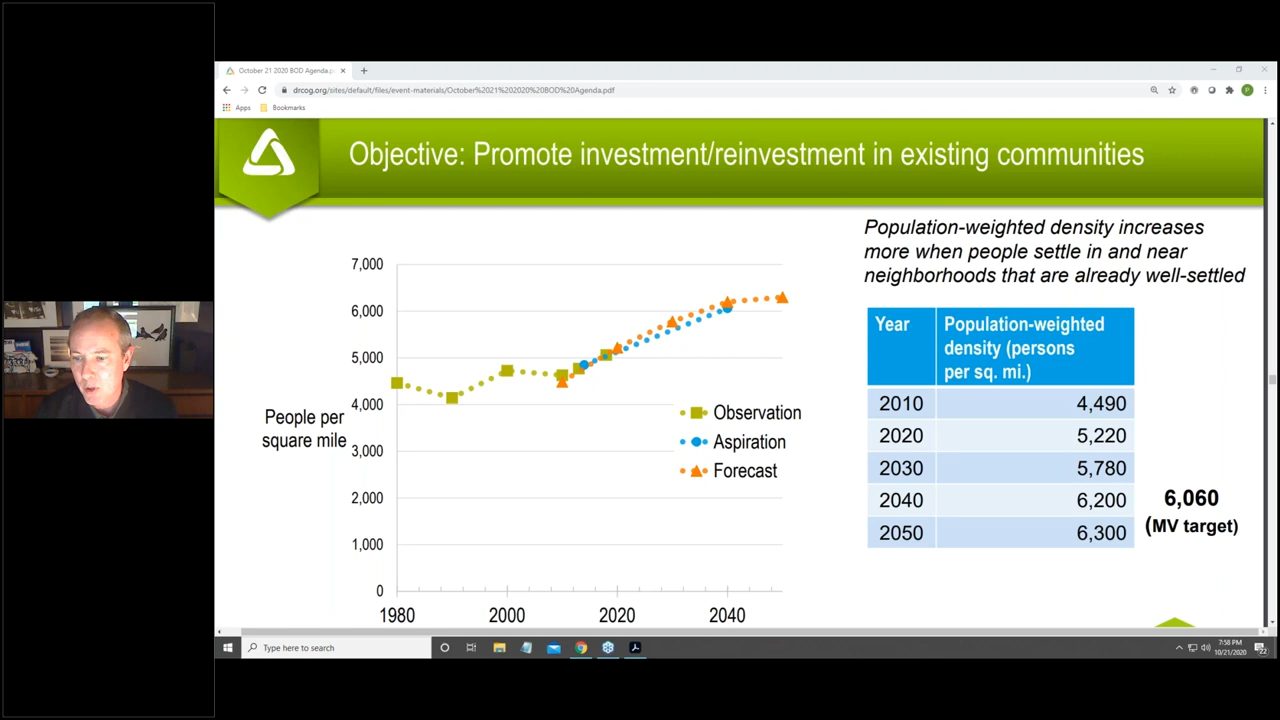 October 21 2020 BOD Agenda.p
drcog.org/sites/default/files/event-materials/October%2021%202020%20BOD%20Agenda.pdf
Apps Bookmarks
P
Objective: Promote investment/reinvestment in existing communities
Population-weighted density increases
more when people settle in and near
neighborhoods that are already well-settled
7,000
6,000
5,000
4,000
3,000
2,000
1,000
0
People per
square mile
Observation
Aspiration
Forecast
1980 2000 2020 2040
Year Population-weighted
density (persons
per sq. mi.)
2010 4,490
2020 5,220
2030 5,780
2040 6,200
2050 6,300
6,060
(MV target)
Type here to search
7:58 PM
10/21/2020
22